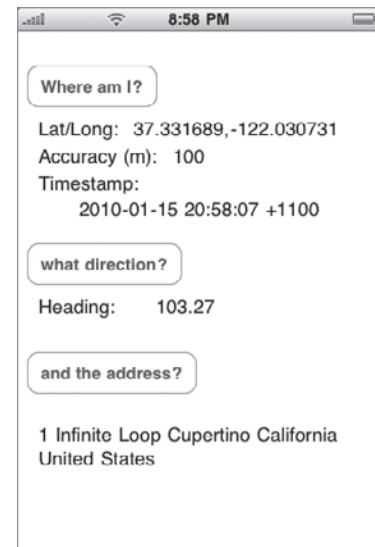 8:58 PM
Where am I?
Lat/Long: 37.331689,-122.030731
Accuracy (m): 100
Timestamp:
2010-01-15 20:58:07 +1100
what direction?
Heading: 103.27
and the address?
1 Infinite Loop Cupertino California
United States